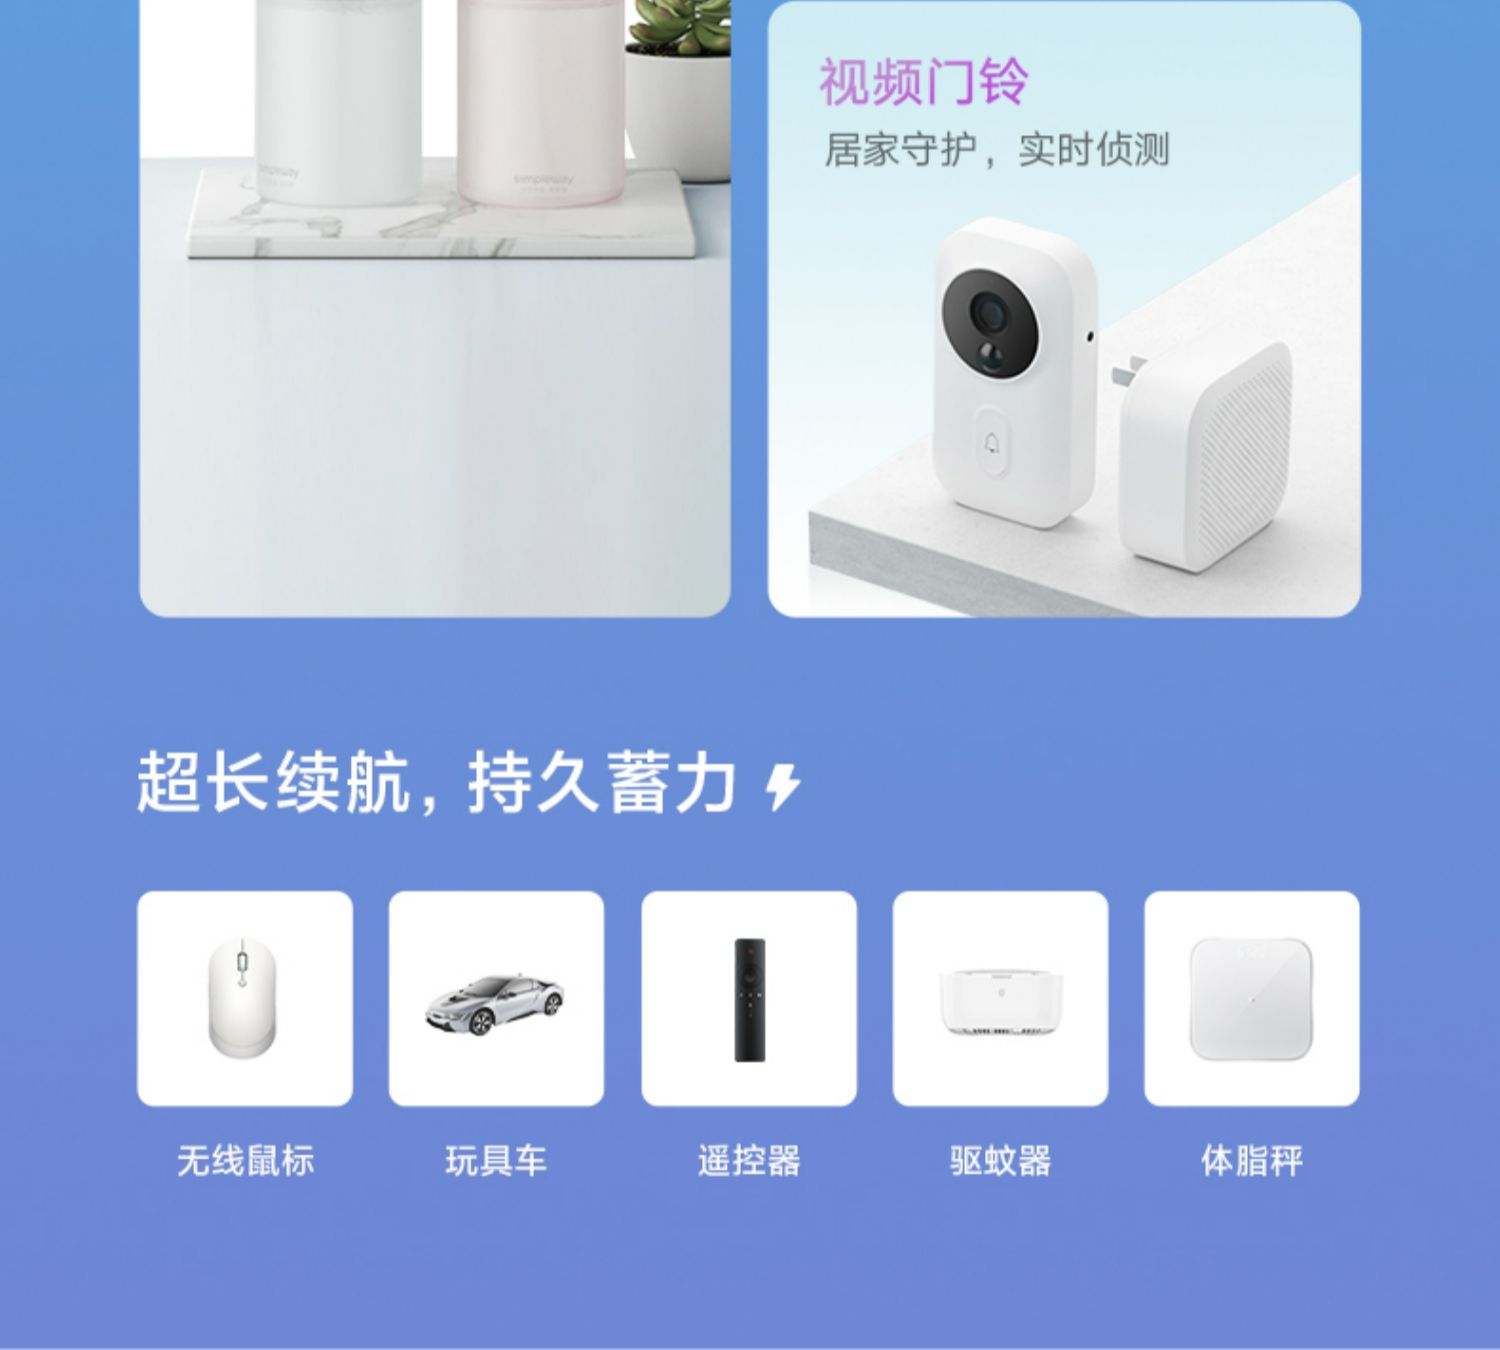 simpleway
视频门铃
居家守护，实时侦测
超长续航，持久蓄力
无线鼠标
玩具车
遥控器
驱蚊器
体脂秤